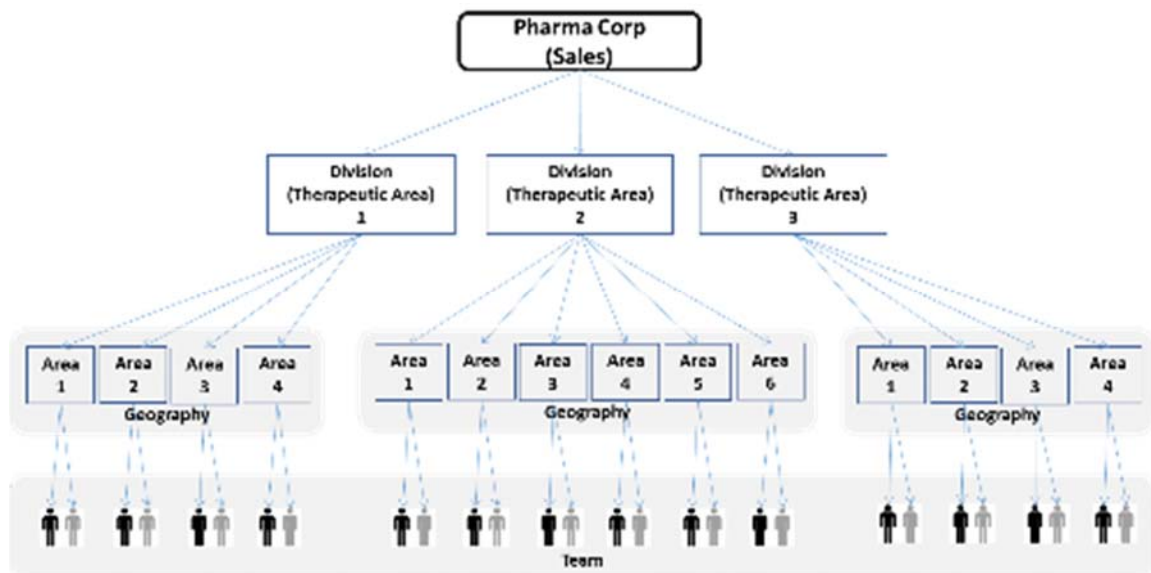 Pharma Corp
(Sales)
Division
(Therapeutic Area)
1
Division
(Therapeutic Area)
2
Division
(Therapeutic Area)
3
Area
1
Area
2
Area
3
Area
4
Geography
Area
1
Area
2
Area
3
Area
4
Area
5
Area
6
Geography
Area
1
Area
2
Area
3
Area
4
Geography
Team